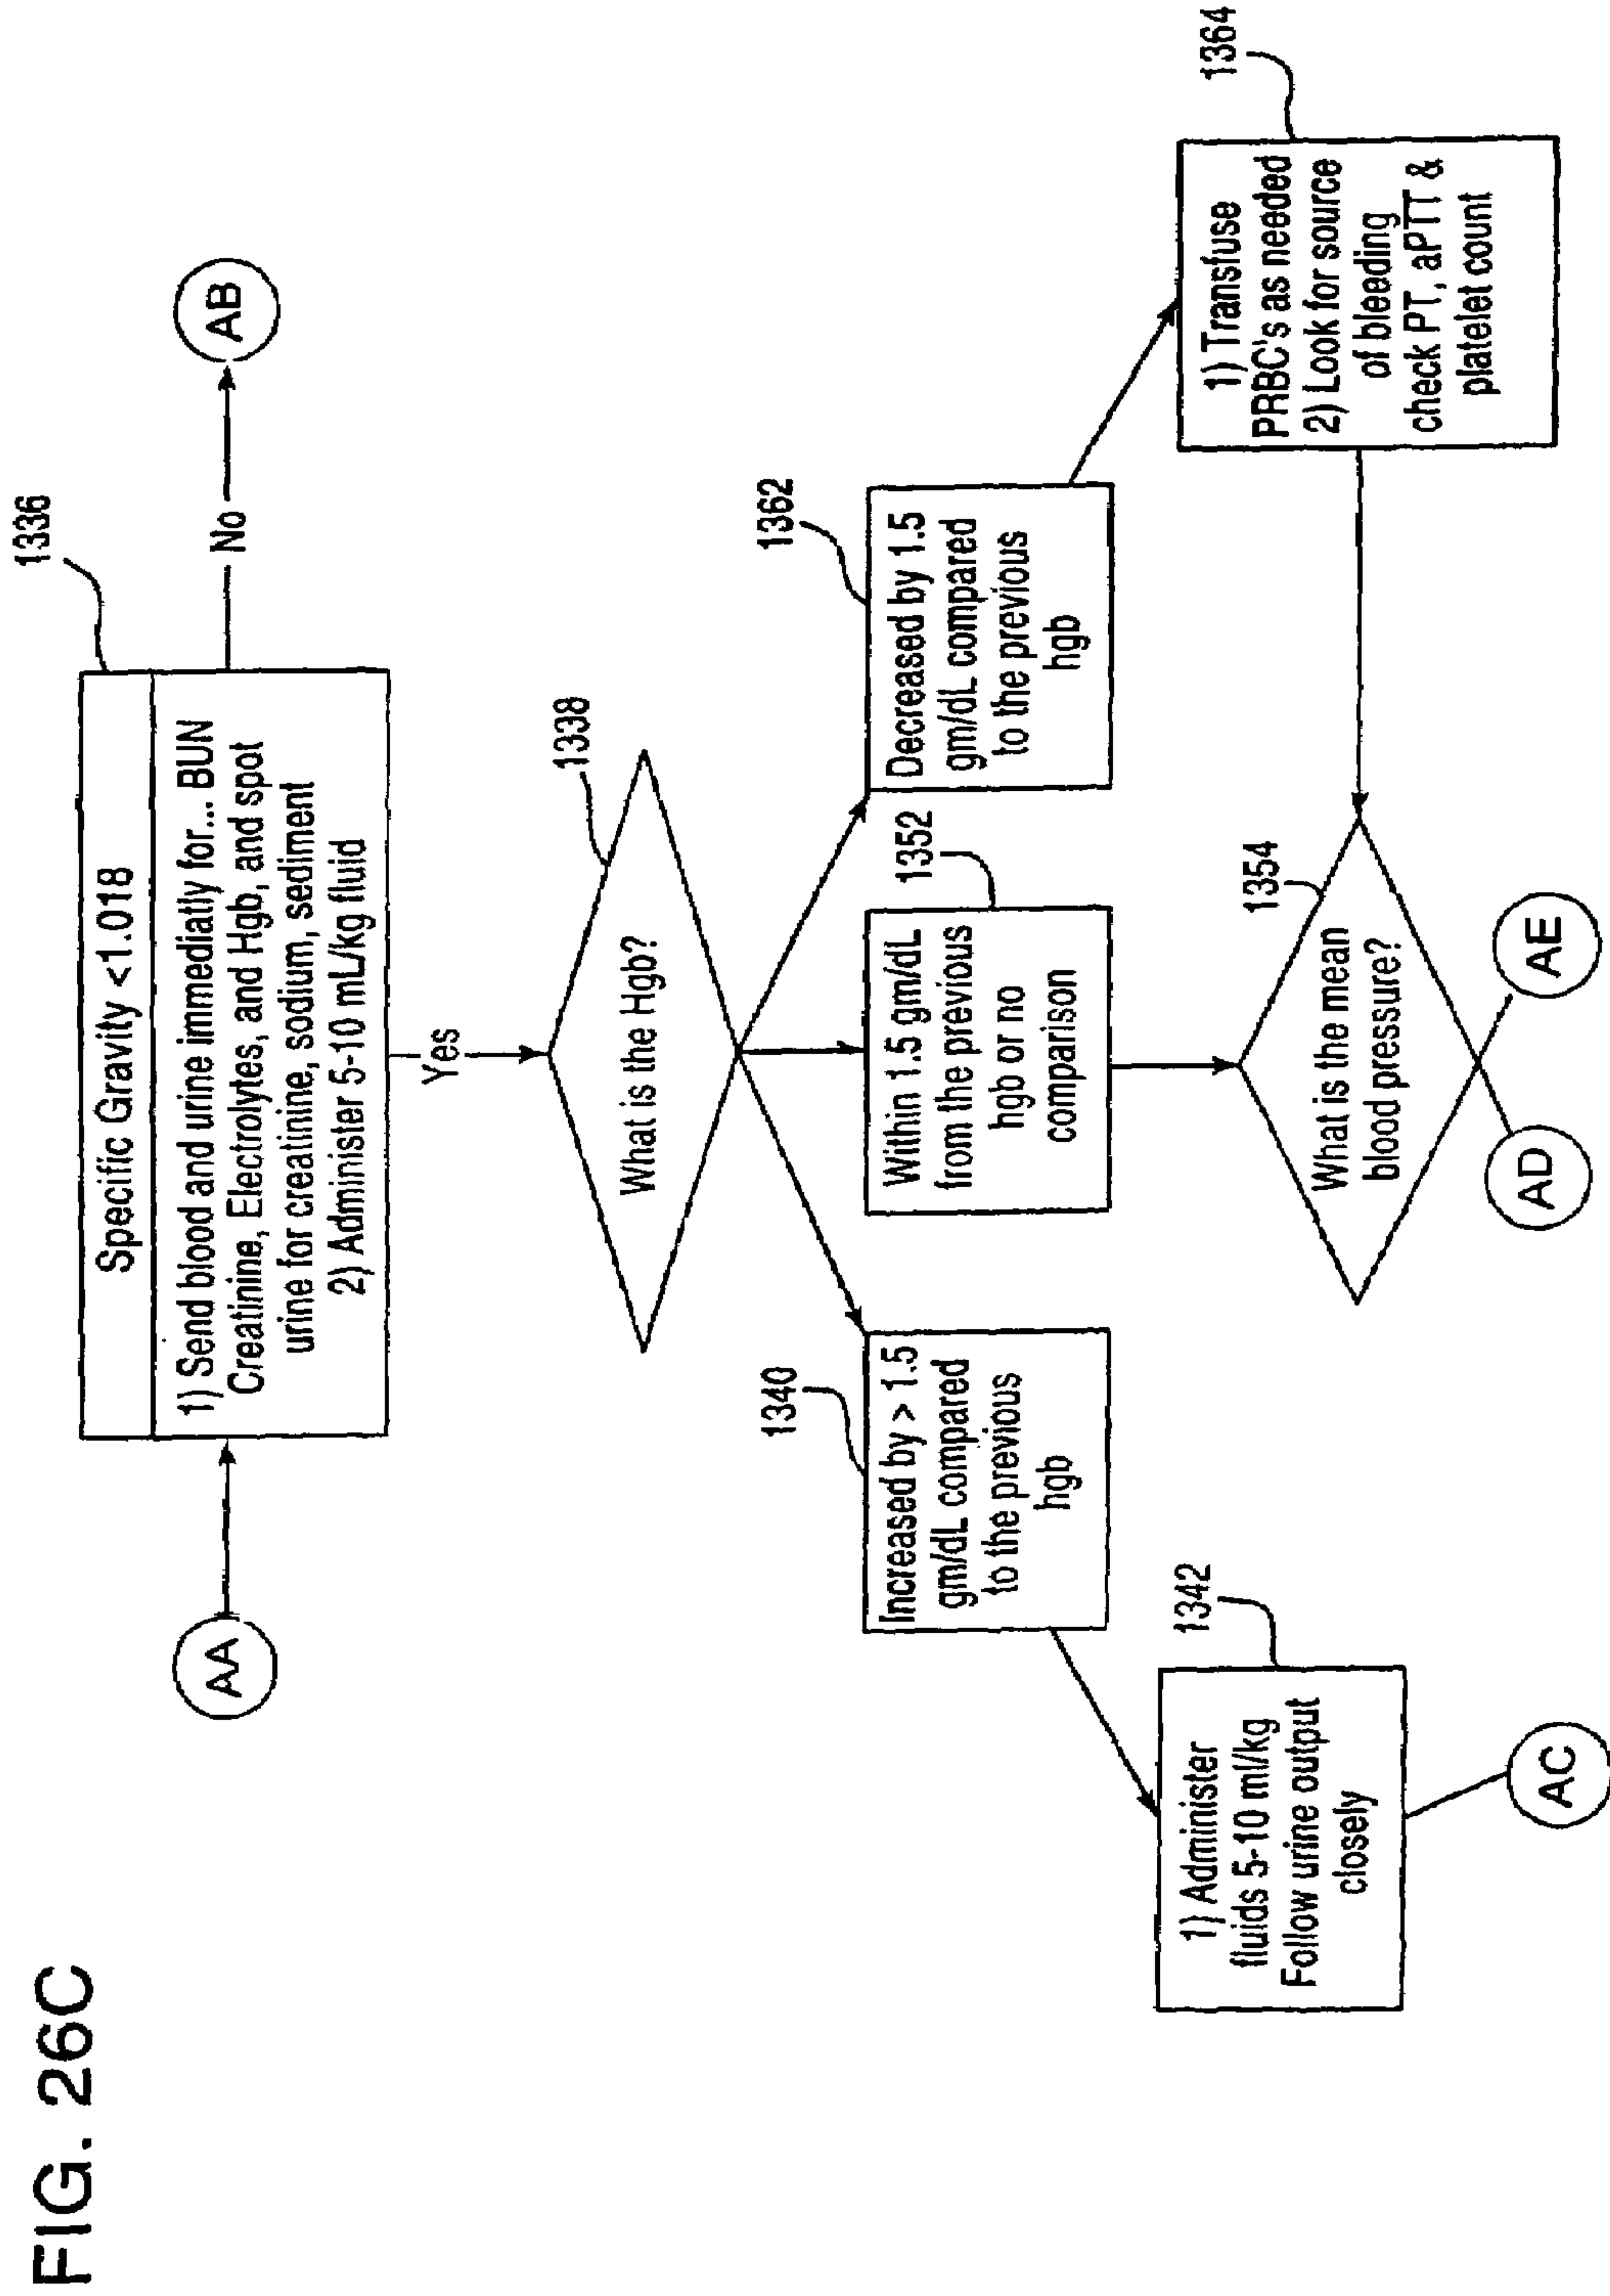 FIG. 26C
1336
Specific Gravity <1.018
1) Send blood and urine immediatly for... BUN
Creatinine, Electrolytes, and Hgb, and spot
urine for creatinine, sodium, sediment
2) Administer 5-10 mL/kg fluid
AA
No
AB
Yes
1338
What is the Hgb?
1340
Increased by > 1.5
gm/dL compared
to the previous
hgb
1352
Within 1.5 gm/dL
from the previous
hgb or no
comparison
1362
Decreased by 1.5
gm/dL compared
to the previous
hgb
1342
1) Administer
fluids 5-10 ml/kg
Follow urine output
closely
1354
What is the mean
blood pressure?
1364
1) Transfuse
PRBC's as needed
2) Look for source
of bleeding
check PT, aPTT &
platelet count
AC
AD
AE